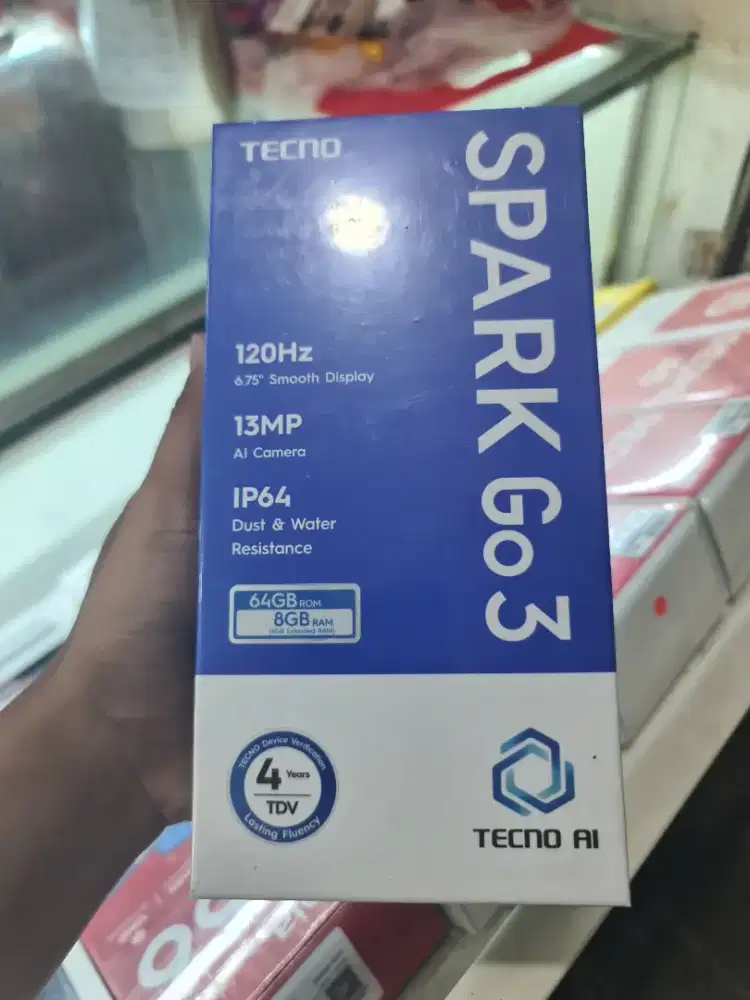 TECNO
SPARK Go 3
120Hz
6.75" Smooth Display
13MP
AI Camera
IP64
Dust & Water
Resistance
64GB ROM
8GB RAM
TECNO Device Verification
4 Years
TDV
Lasting Fluency
TECNO AI